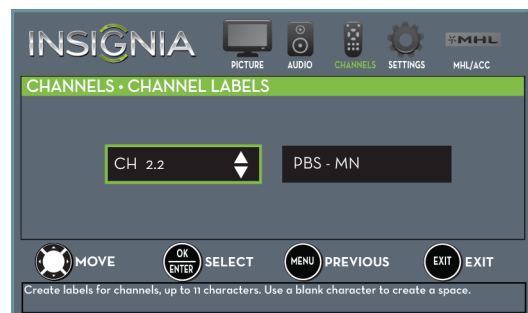 INSIGNIA
PICTURE AUDIO CHANNELS SETTINGS MHL MHL/ACC
CHANNELS • CHANNEL LABELS
CH 2.2 PBS - MN
MOVE OK ENTER SELECT MENU PREVIOUS EXIT EXIT
Create labels for channels, up to 11 characters. Use a blank character to create a space.